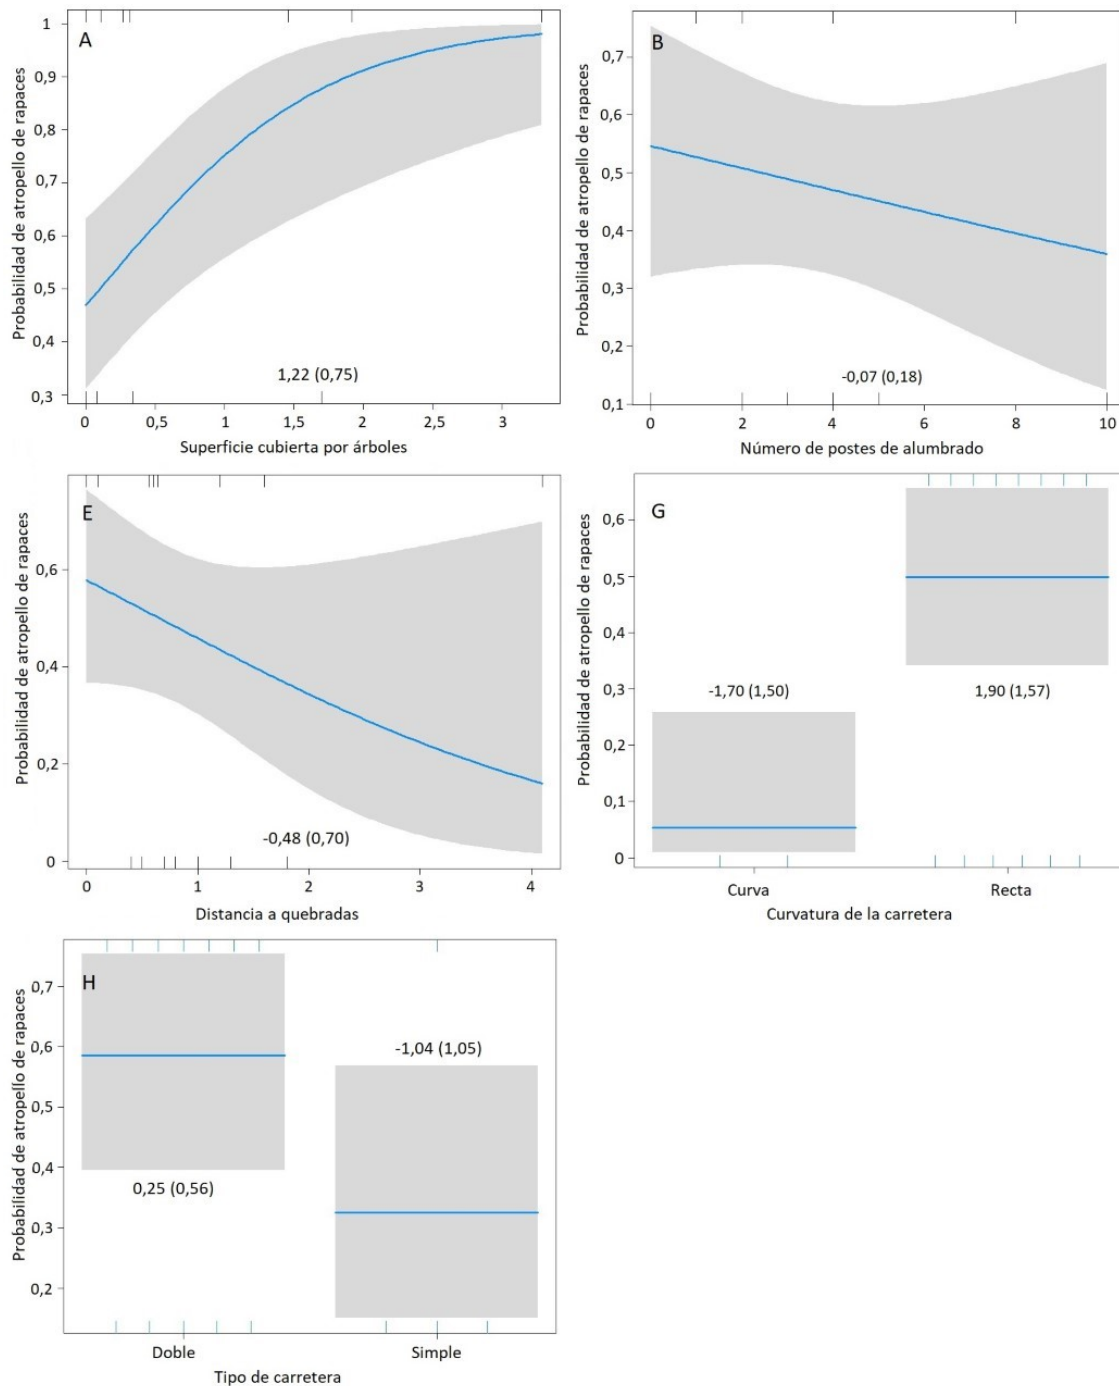 A
Probabilidad de atropello de rapaces
1
0,9
0,8
0,7
0,6
0,5
0,4
0,3
1,22 (0,75)
0 0,5 1 1,5 2 2,5 3
Superficie cubierta por árboles
B
Probabilidad de atropello de rapaces
0,7
0,6
0,5
0,4
0,3
0,2
0,1
-0,07 (0,18)
0 2 4 6 8 10
Número de postes de alumbrado
E
Probabilidad de atropello de rapaces
0,6
0,4
0,2
0
-0,48 (0,70)
0 1 2 3 4
Distancia a quebradas
G
Probabilidad de atropello de rapaces
0,6
0,5
0,4
0,3
0,2
0,1
0
-1,70 (1,50)
1,90 (1,57)
Curva Recta
Curvatura de la carretera
H
Probabilidad de atropello de rapaces
0,7
0,6
0,5
0,4
0,3
0,2
-1,04 (1,05)
0,25 (0,56)
Doble Simple
Tipo de carretera